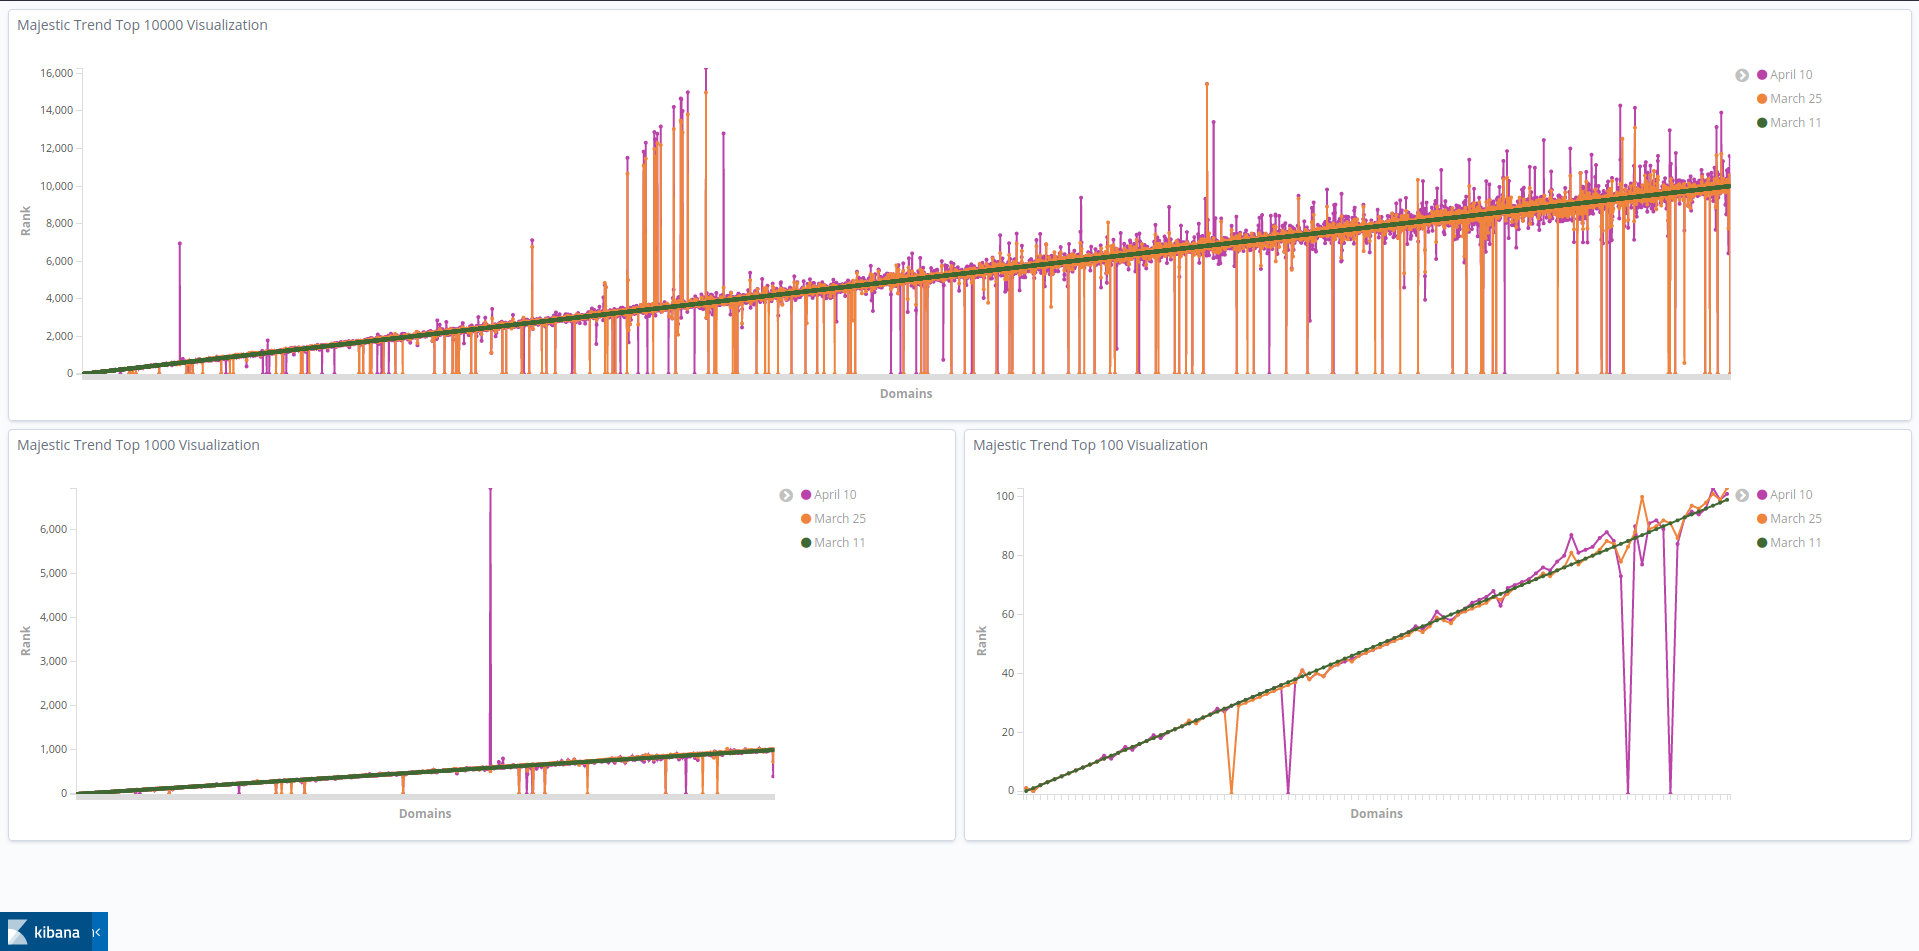 Majestic Trend Top 10000 Visualization
16,000
14,000
12,000
10,000
8,000
6,000
4,000
2,000
0
Rank
Domains
April 10
March 25
March 11
Majestic Trend Top 1000 Visualization
6,000
5,000
4,000
3,000
2,000
1,000
0
Rank
Domains
April 10
March 25
March 11
Majestic Trend Top 100 Visualization
100
80
60
40
20
0
Rank
Domains
April 10
March 25
March 11
kibana